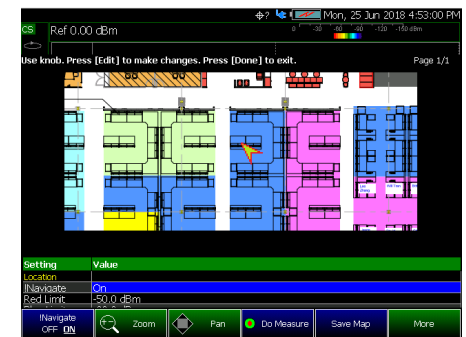 ? Mon, 25 Jun 2018 4:53:00 PM
CS Ref 0.00 dBm
0 -30 -60 -90 -120 -150 dBm
Use knob. Press [Edit] to make changes. Press [Done] to exit. Page 1/1
Setting Value
Location
!Navigate On
Red Limit -50.0 dBm
!Navigate
OFF ON
Zoom
Pan
Do Measure
Save Map
More